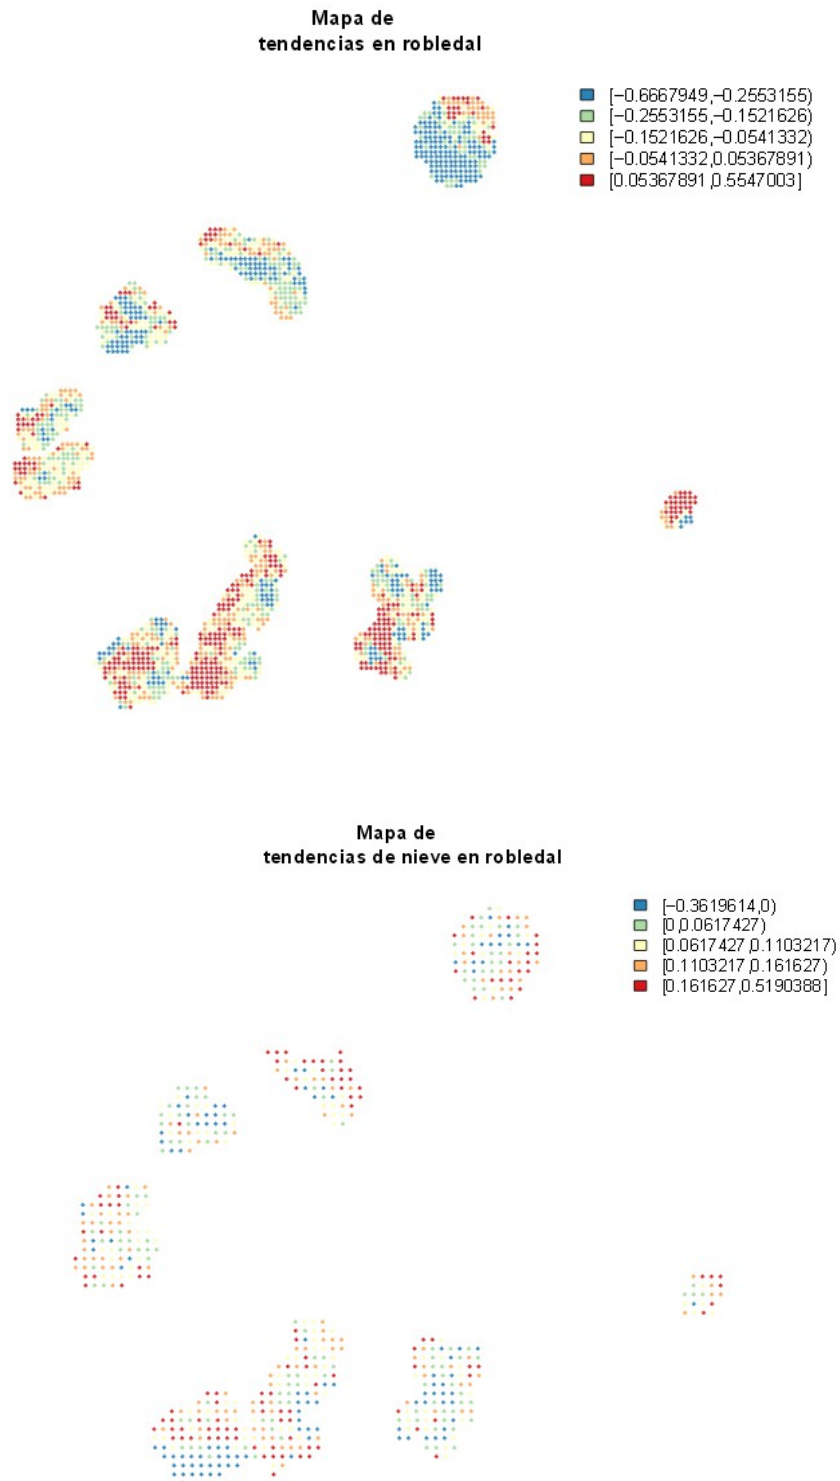 Mapa de
tendencias en robledal
[−0.6667949,−0.2553155)
[−0.2553155,−0.1521626)
[−0.1521626,−0.0541332)
[−0.0541332,0.05367891)
[0.05367891,0.5547003]
Mapa de
tendencias de nieve en robledal
[−0.3619614,0)
[0,0.0617427)
[0.0617427,0.1103217)
[0.1103217,0.161627)
[0.161627,0.5190388]